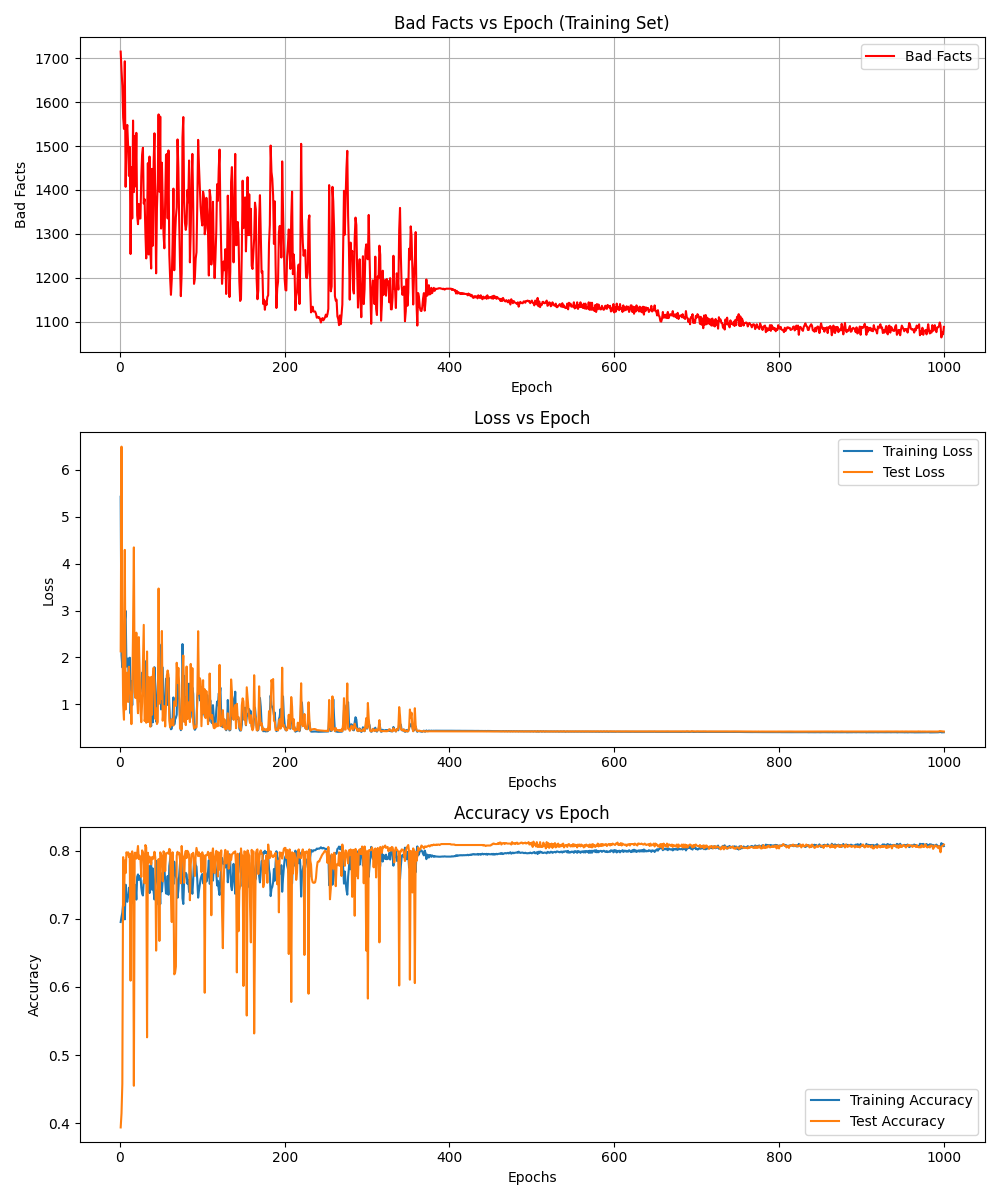 Bad Facts vs Epoch (Training Set)
Bad Facts
1700
1600
1500
1400
1300
1200
1100
Bad Facts
0 200 400 600 800 1000
Epoch
Loss vs Epoch
Training Loss
Test Loss
6
5
4
3
2
1
Loss
0 200 400 600 800 1000
Epochs
Accuracy vs Epoch
0.8
0.7
0.6
0.5
0.4
Accuracy
Training Accuracy
Test Accuracy
0 200 400 600 800 1000
Epochs